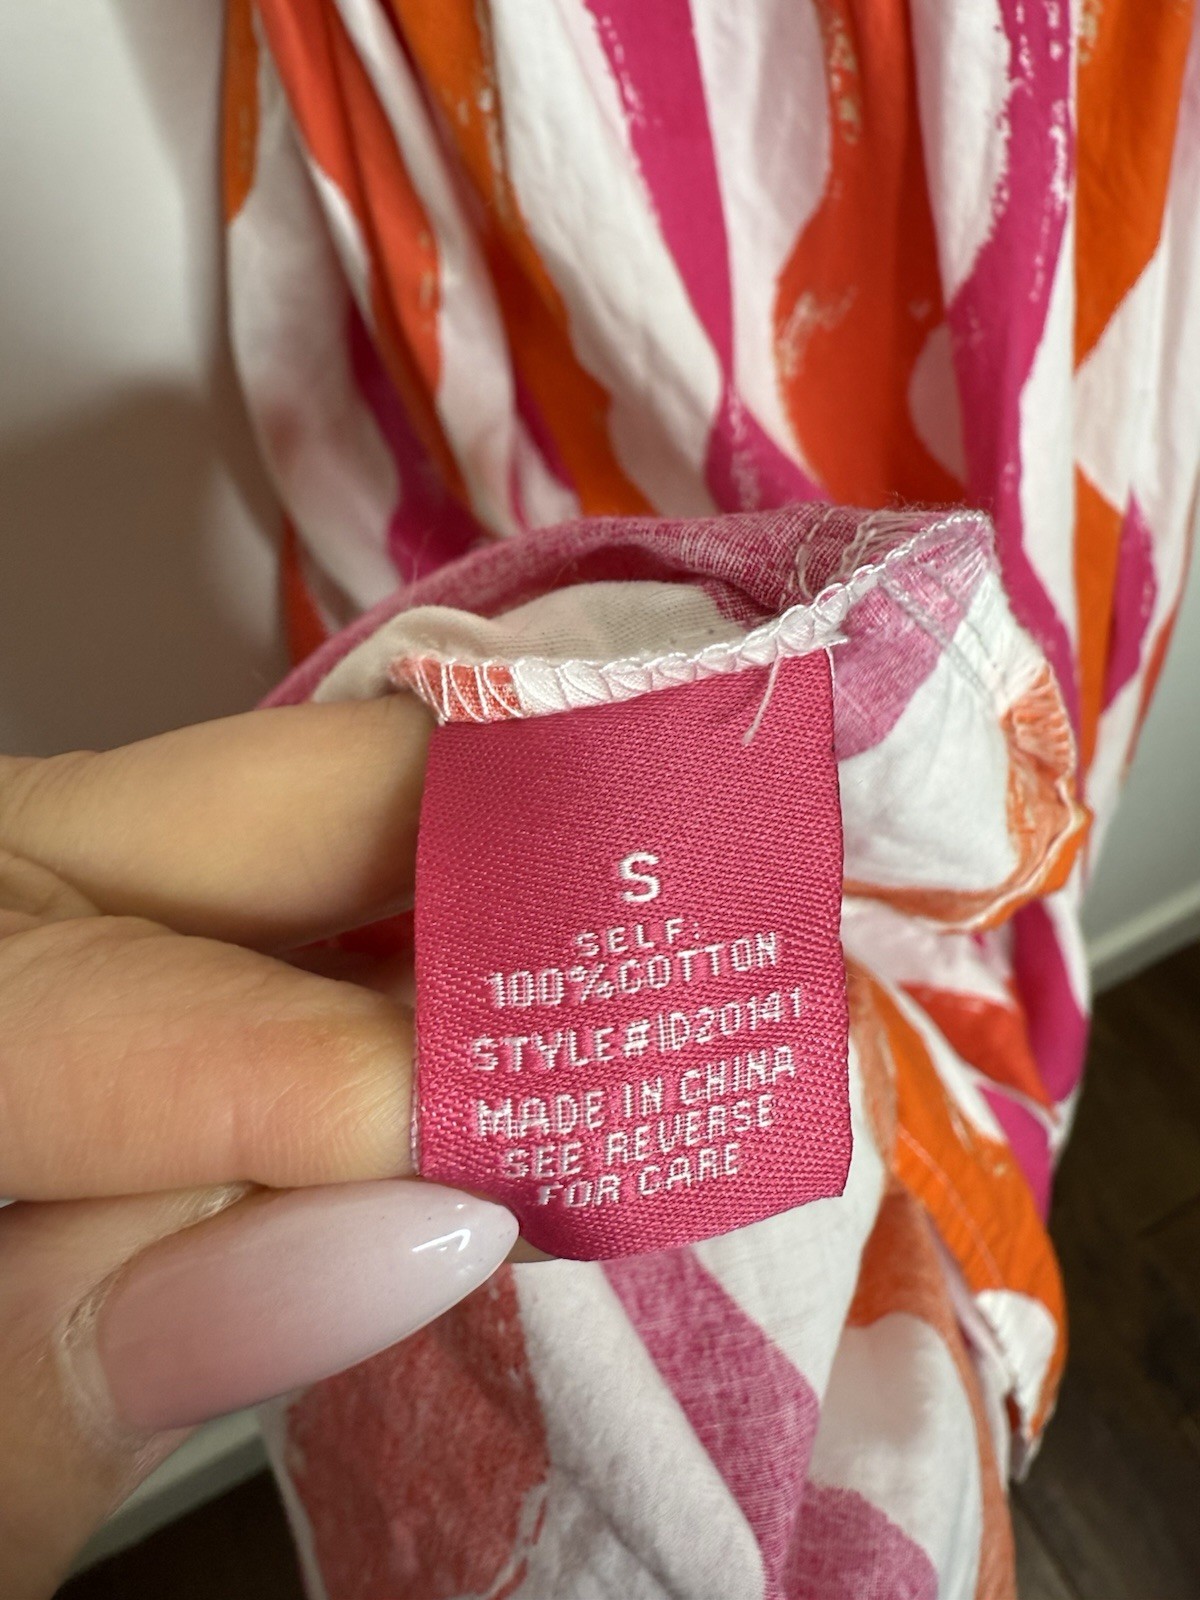 S
SELF:
100%COTTON
STYLE#ID20141
MADE IN CHINA
SEE REVERSE
FOR CARE